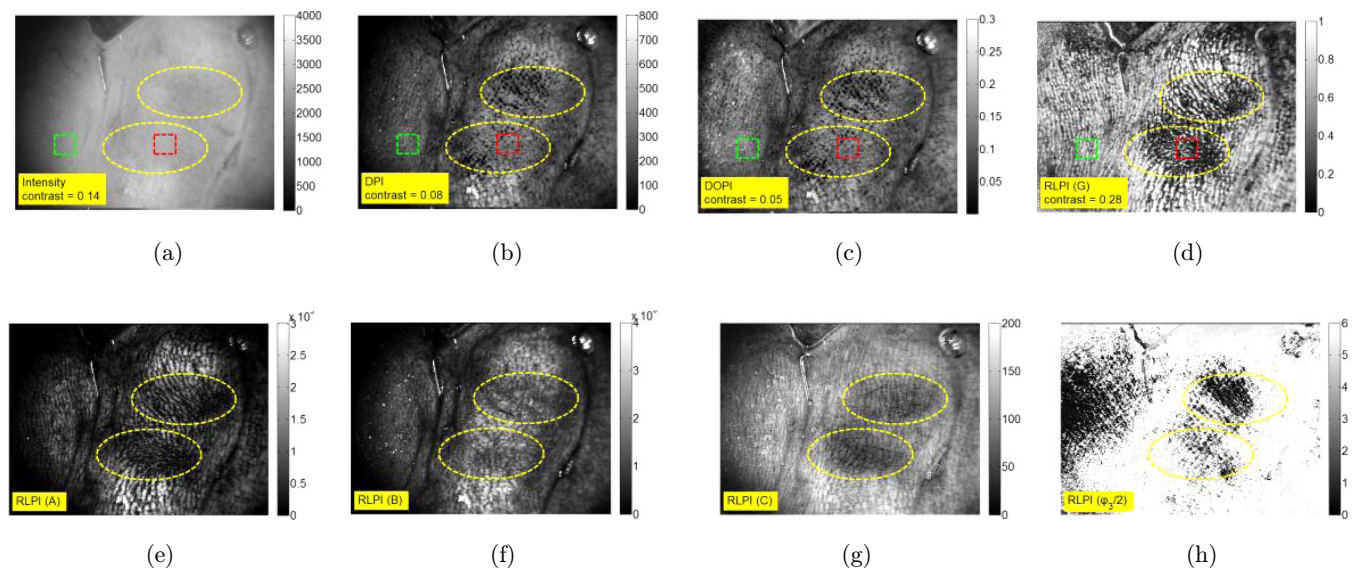 4000
3500
3000
2500
2000
1500
1000
500
0
Intensity
contrast = 0.14
(a)
800
700
600
500
400
300
200
100
0
DPI
contrast = 0.08
(b)
0.3
0.25
0.2
0.15
0.1
0.05
DOPI
contrast = 0.05
(c)
1
0.8
0.6
0.4
0.2
0
RLPI (G)
contrast = 0.28
(d)
3
2.5
2
1.5
1
0.5
0
RLPI (A)
(e)
4
3
2
1
0
RLPI (B)
(f)
200
150
100
50
0
RLPI (C)
(g)
6
5
4
3
2
1
0
RLPI (φ₃/2)
(h)